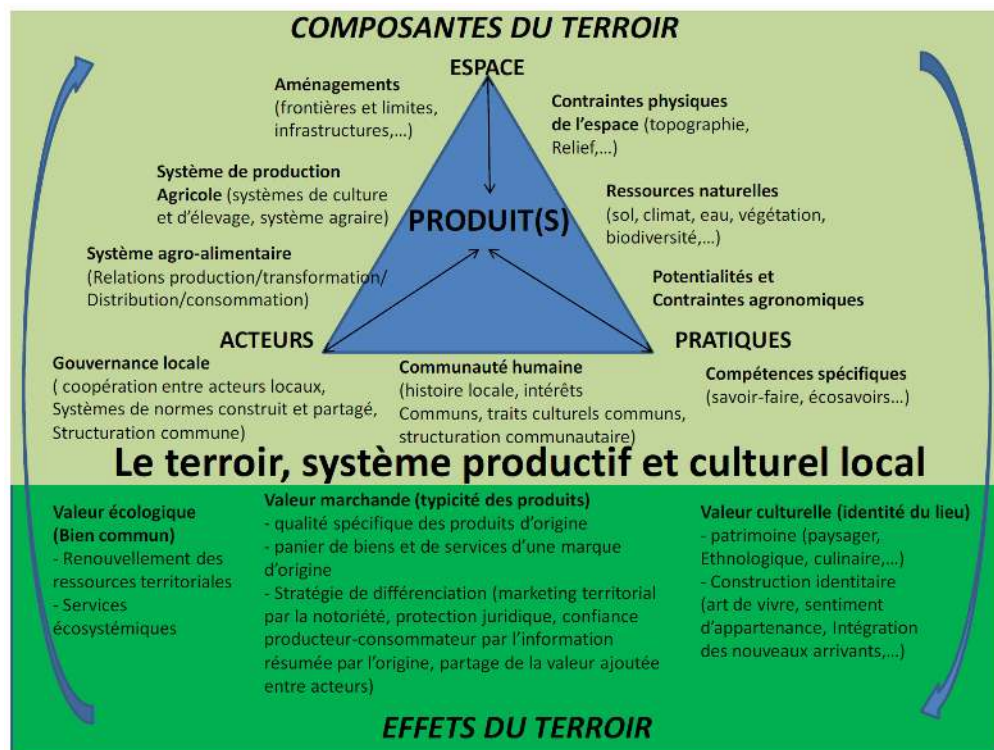 COMPOSANTES DU TERROIR
ESPACE
Aménagements
(frontières et limites,
infrastructures,...)
Contraintes physiques
de l'espace (topographie,
Relief,...)
Système de production
Agricole (systèmes de culture
et d'élevage, système agraire)
Ressources naturelles
(sol, climat, eau, végétation,
biodiversité,...)
PRODUIT(S)
Système agro-alimentaire
(Relations production/transformation/
Distribution/consommation)
Potentialités et
Contraintes agronomiques
ACTEURS
PRATIQUES
Gouvernance locale
( coopération entre acteurs locaux,
Systèmes de normes construit et partagé,
Structuration commune)
Communauté humaine
(histoire locale, intérêts
Communs, traits culturels communs,
structuration communautaire)
Compétences spécifiques
(savoir-faire, écosavoirs...)
Le terroir, système productif et culturel local
Valeur écologique
(Bien commun)
- Renouvellement des
ressources territoriales
- Services
écosystémiques
Valeur marchande (typicité des produits)
- qualité spécifique des produits d'origine
- panier de biens et de services d'une marque
d'origine
- Stratégie de différenciation (marketing territorial
par la notoriété, protection juridique, confiance
producteur-consommateur par l'information
résumée par l'origine, partage de la valeur ajoutée
entre acteurs)
Valeur culturelle (identité du lieu)
- patrimoine (paysager,
Ethnologique, culinaire,...)
- Construction identitaire
(art de vivre, sentiment
d'appartenance, Intégration
des nouveaux arrivants,...)
EFFETS DU TERROIR